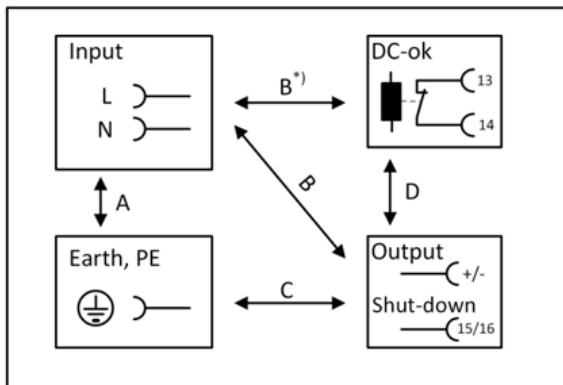 Input
L
N
B*)
DC-ok
13
14
A
B
D
Earth, PE
C
Output
+/-
Shut-down
15/16